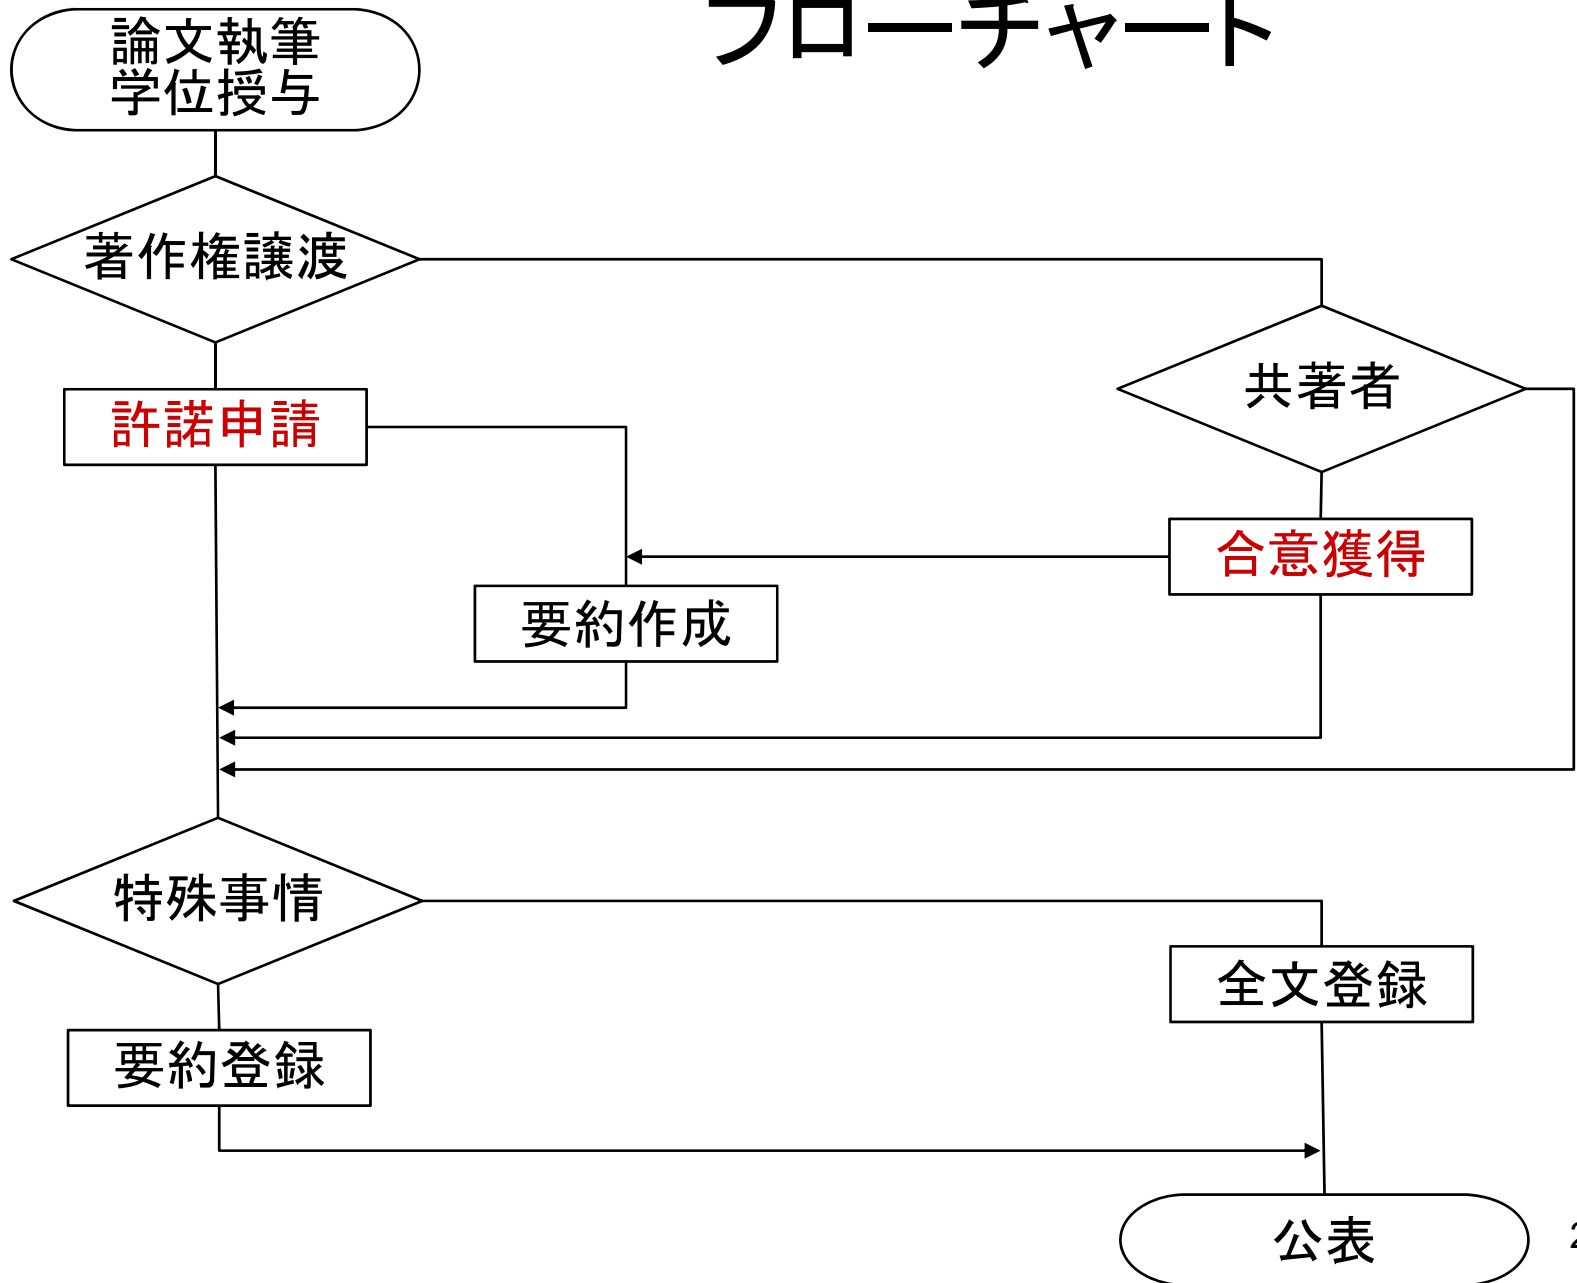 フローチャート
論文執筆
学位授与
著作権譲渡
共著者
許諾申請
合意獲得
要約作成
特殊事情
全文登録
要約登録
公表